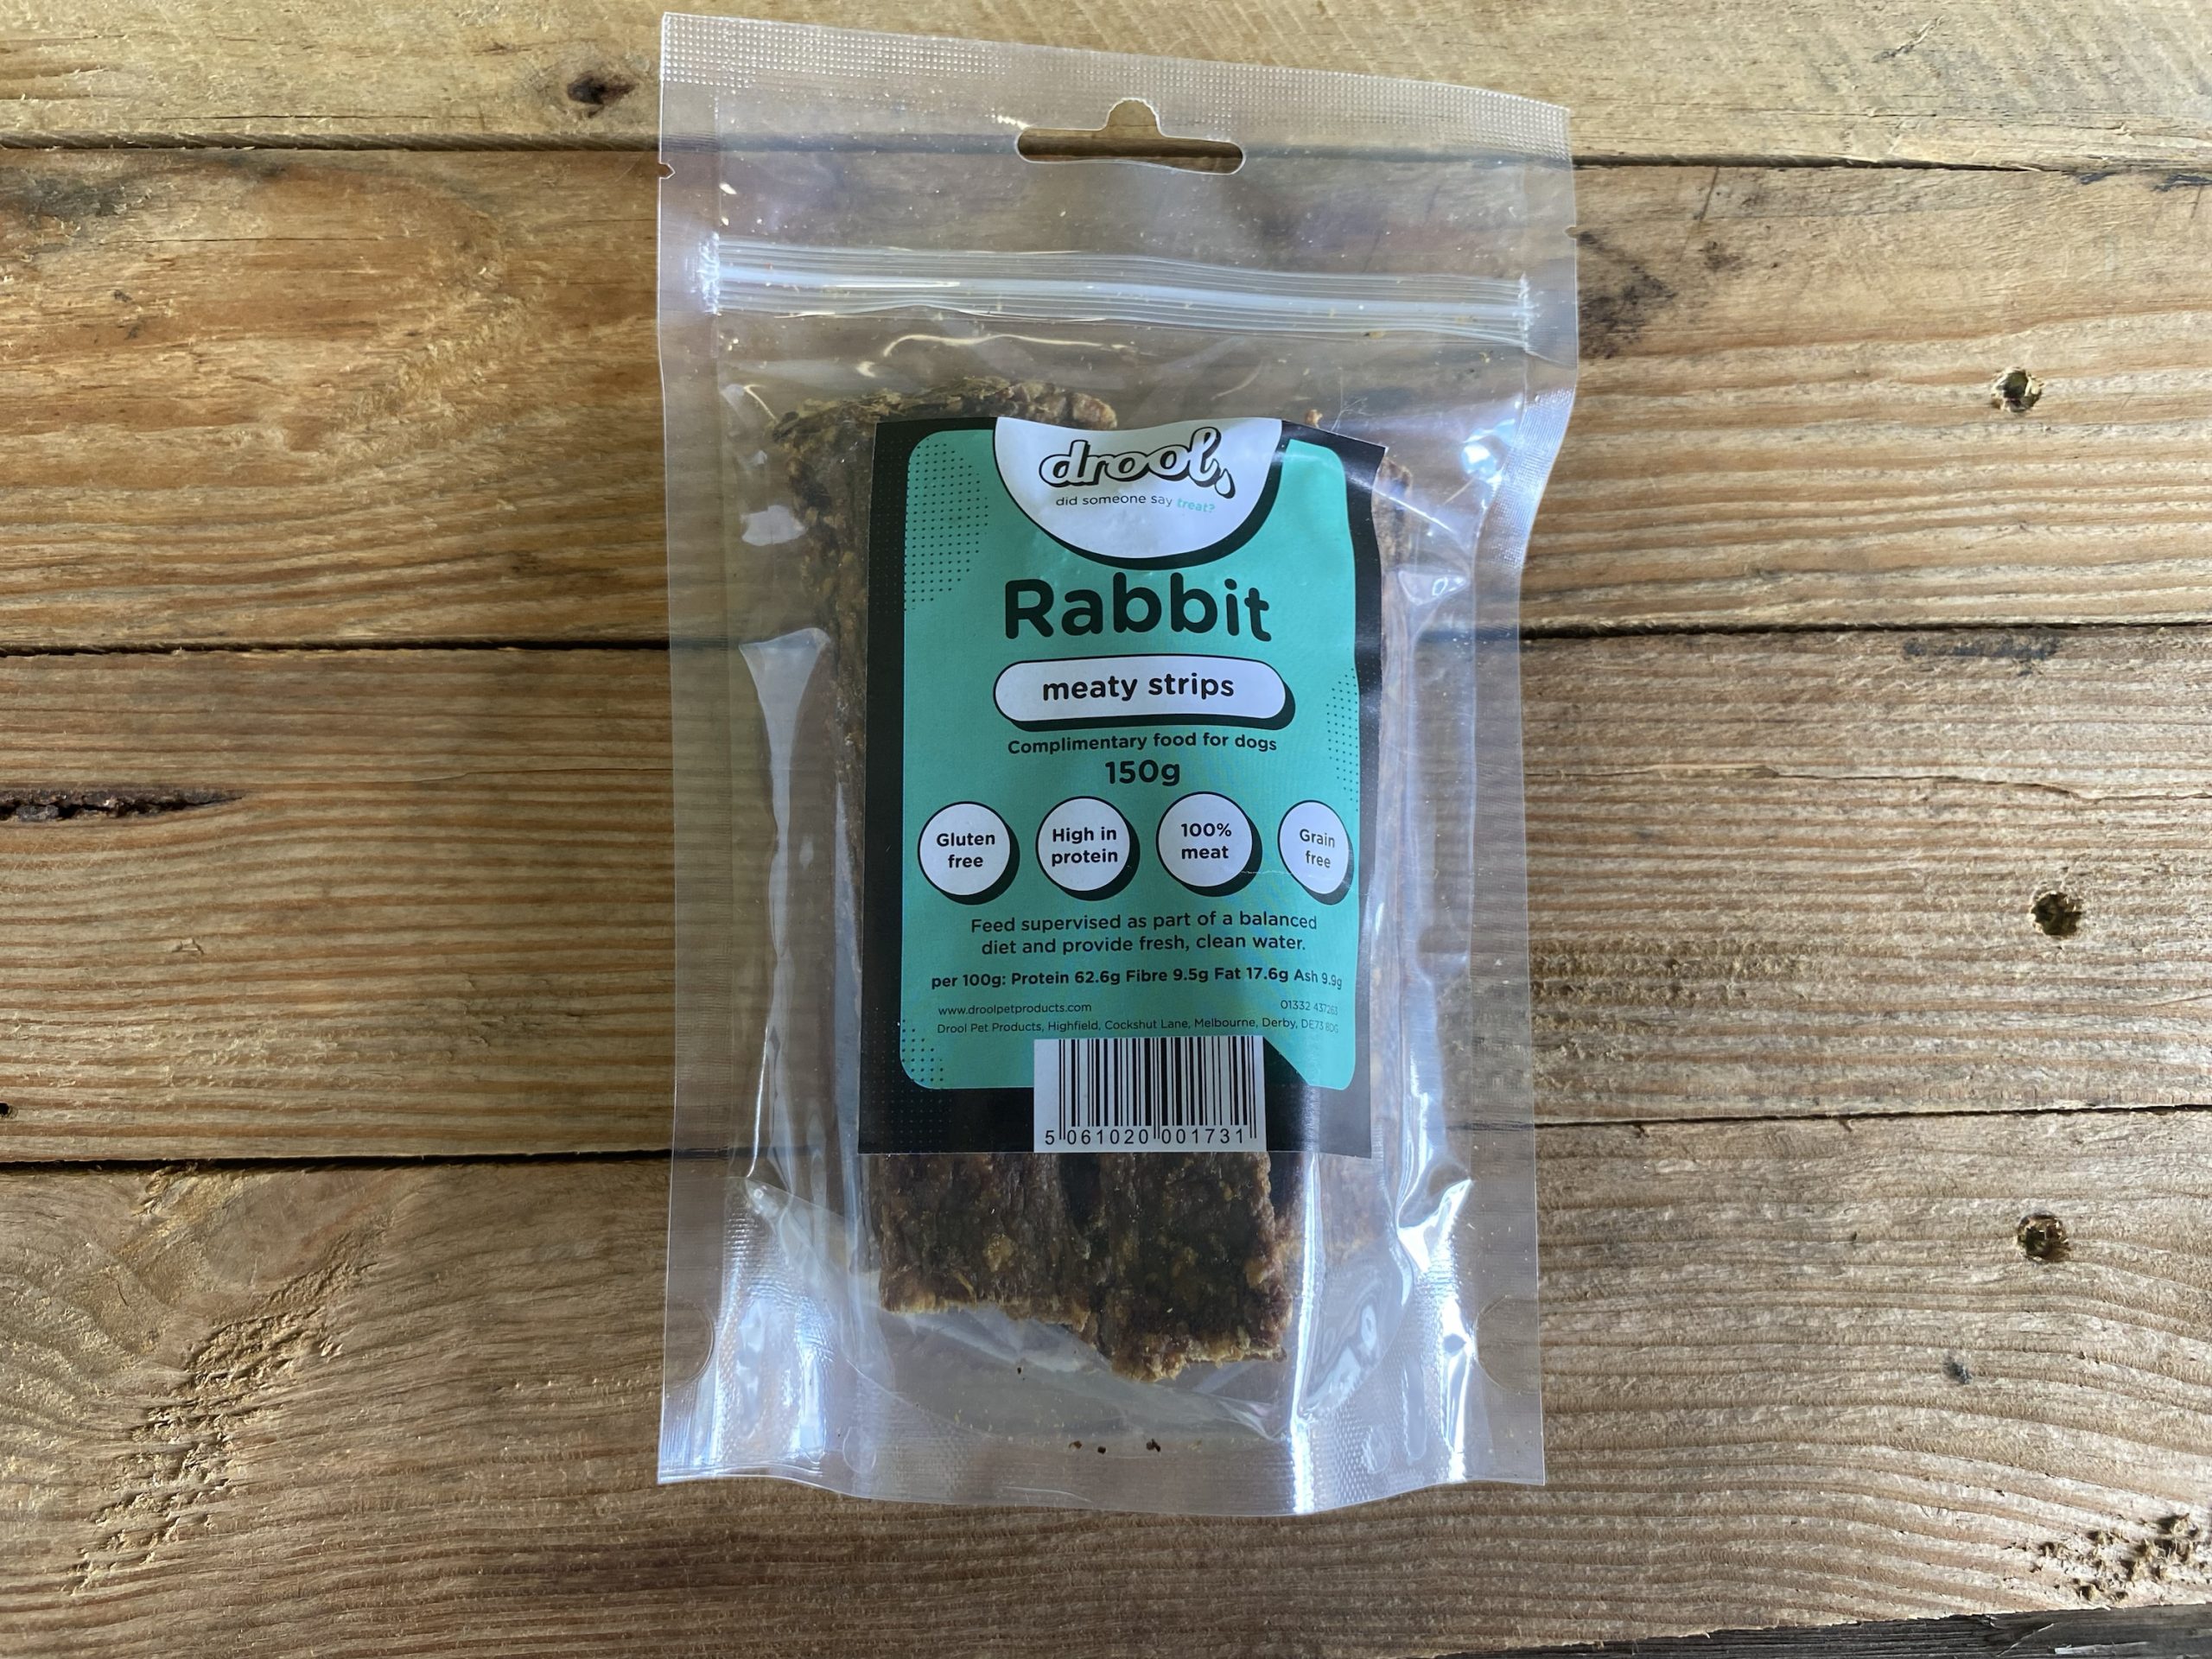 drool
did someone say treat?
Rabbit
meaty strips
Complimentary food for dogs
150g
Gluten free
High in protein
100% meat
Grain free
Feed supervised as part of a balanced
diet and provide fresh, clean water.
per 100g: Protein 62.6g Fibre 9.5g Fat 17.6g Ash 9.9g
www.droolpetproducts.com 01332
Drool Pet Products, Highfield, Cockshut Lane, Melbourne, Derby, DE73
5 061020 001731